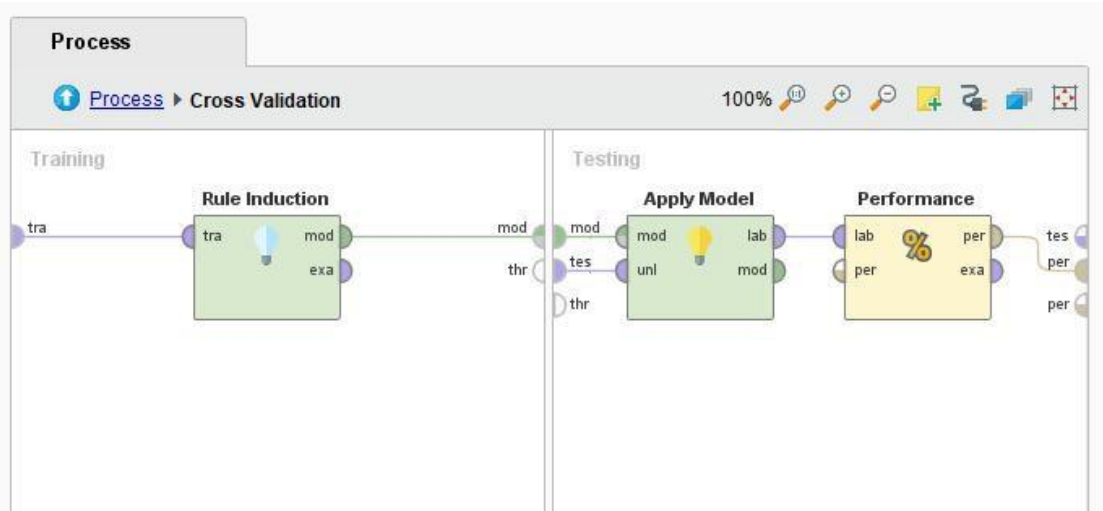 Process
Process ▸ Cross Validation
100%
Training
Testing
Rule Induction
Apply Model
Performance
tra
tra
mod
exa
mod
thr
mod
tes
thr
mod
unl
lab
mod
lab
per
per
exa
tes
per
per